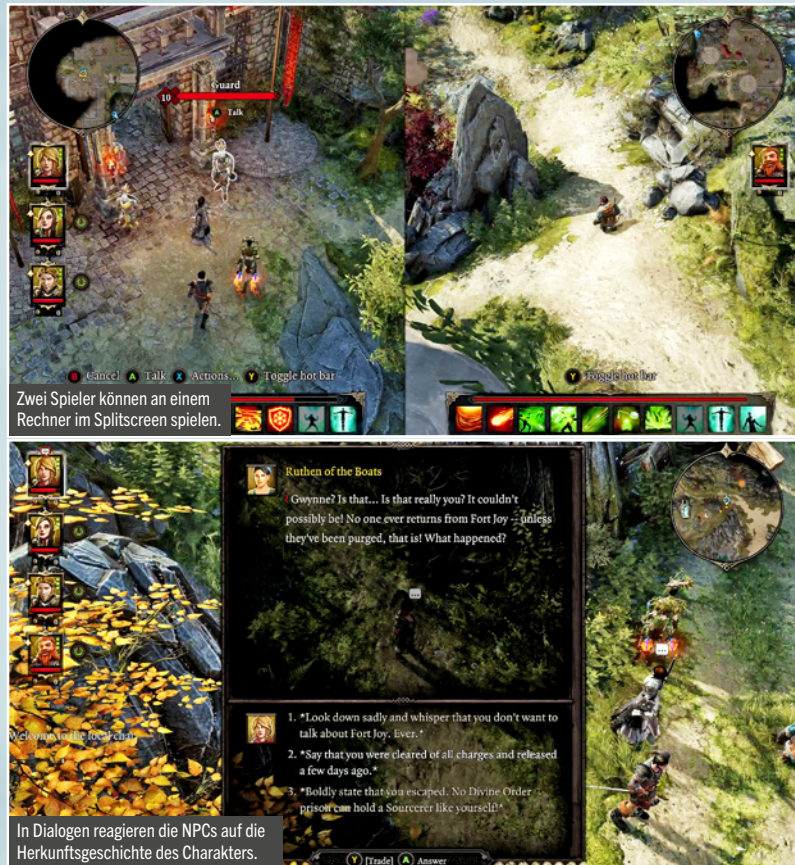 Guard
10
A Talk
B Cancel A Talk X Actions... Y Toggle hot bar
Y Toggle hot bar
Zwei Spieler können an einem
Rechner im Splitscreen spielen.
Ruthen of the Boats
Gwynne? Is that... Is that really you? It couldn't
possibly be! No one ever returns from Fort Joy -- unless
they've been purged, that is! What happened?
Welcome to the local chat
1. *Look down sadly and whisper that you don't want to
talk about Fort Joy. Ever.*
2. *Say that you were cleared of all charges and released
a few days ago.*
3. *Boldly state that you escaped. No Divine Order
prison can hold a Sourcerer like yourself!*
Y [Trade] A Answer
In Dialogen reagieren die NPCs auf die
Herkunftsgeschichte des Charakters.